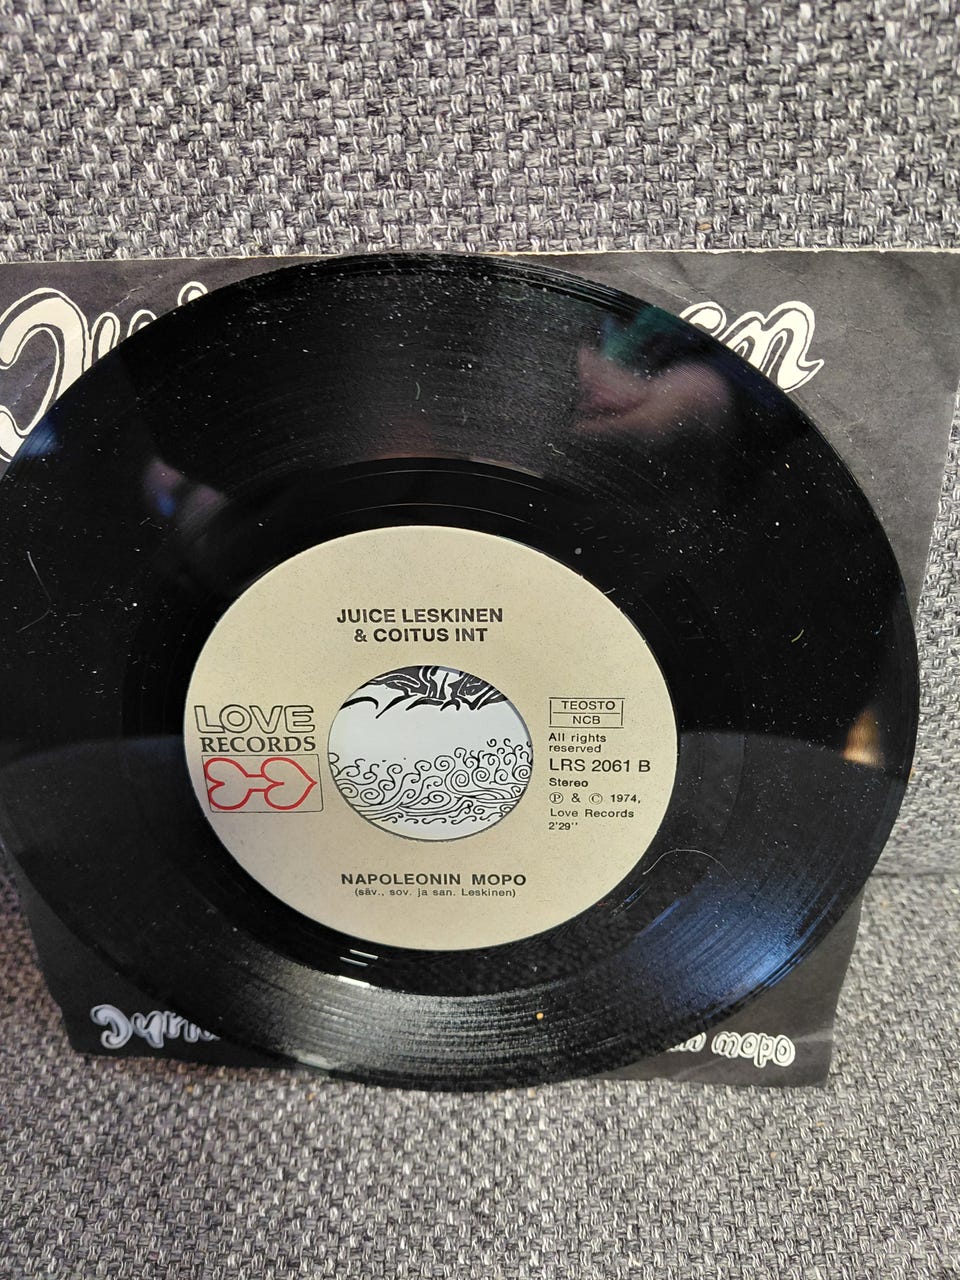 JUICE LESKINEN
& COITUS INT
LOVE
RECORDS
TEOSTO
NCB
All rights
reserved
LRS 2061 B
Stereo
Ⓟ & © 1974,
Love Records
2'29''
NAPOLEONIN MOPO
(säv., sov. ja san. Leskinen)
mopo